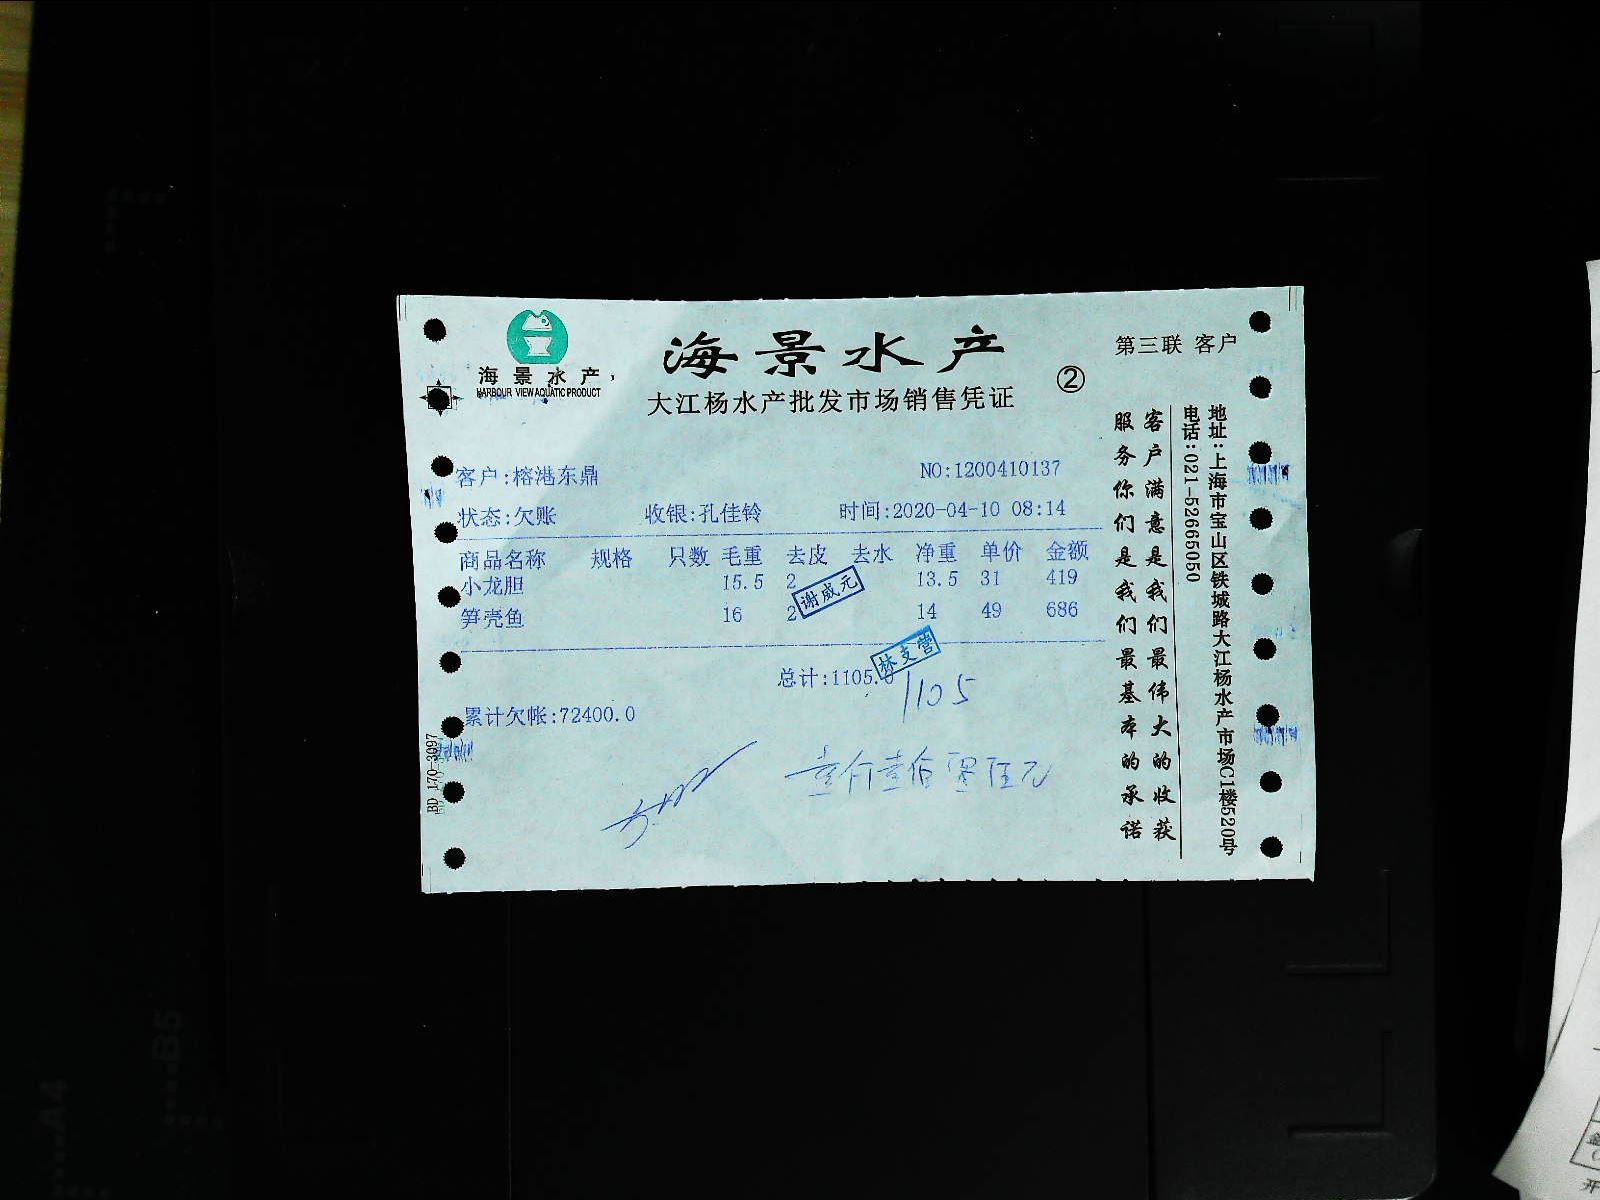 海景水产
HARBOUR VIEW AQUATIC PRODUCT
海景水产
大江杨水产批发市场销售凭证
②
第三联 客户
客户:榕港东鼎
NO:1200410137
状态:欠账 收银:孔佳铃 时间:2020-04-10 08:14
商品名称 规格 只数 毛重 去皮 去水 净重 单价 金额
小龙胆 15.5 2 13.5 31 419
笋壳鱼 16 2 14 49 686
谢威元
林支营
总计:1105.0
1105
累计欠帐:72400.0
壹仟壹佰零伍元
客户满意是我们最伟大的收获
服务你们是我们最基本的承诺
地址:上海市宝山区铁城路大江杨水产市场C1楼520号
电话:021-52665050
BD 170-3097
A4
B5